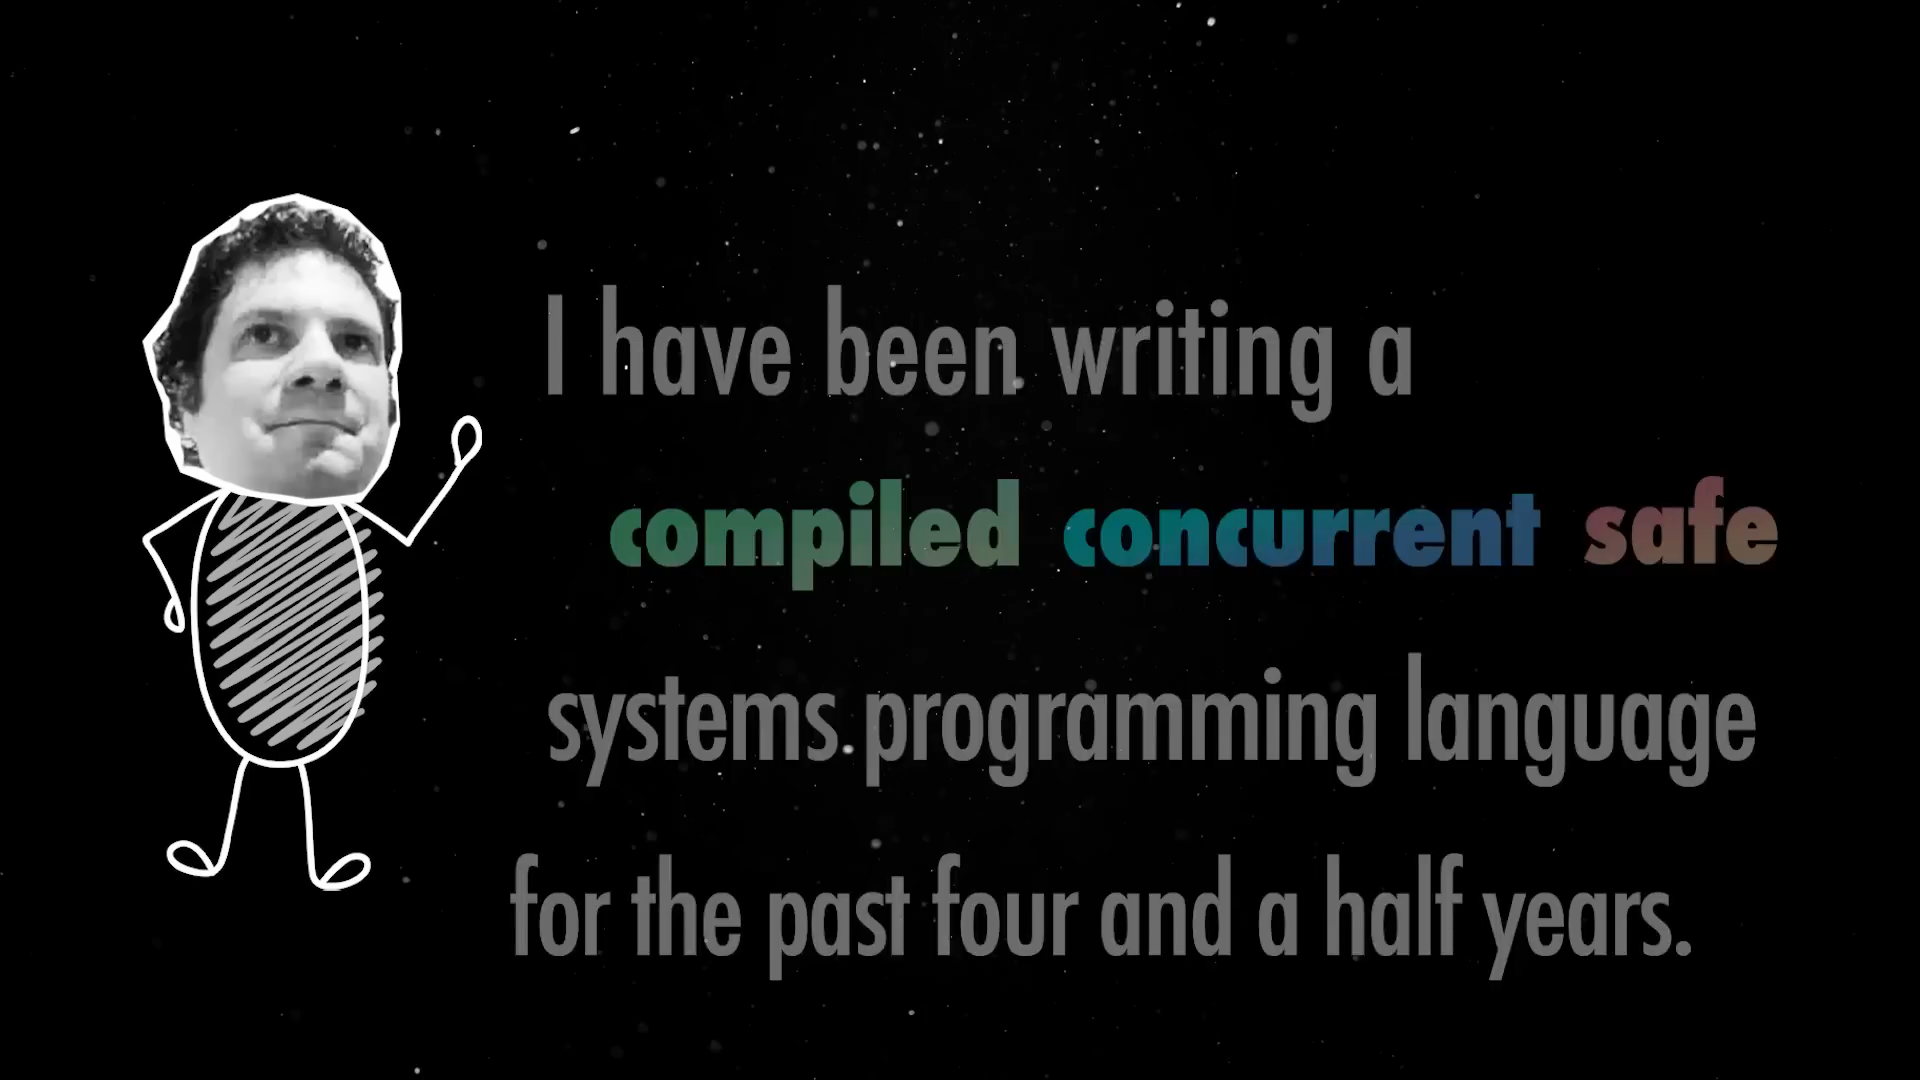 I have been writing a
compiled concurrent safe
systems programming language
for the past four and a half years.